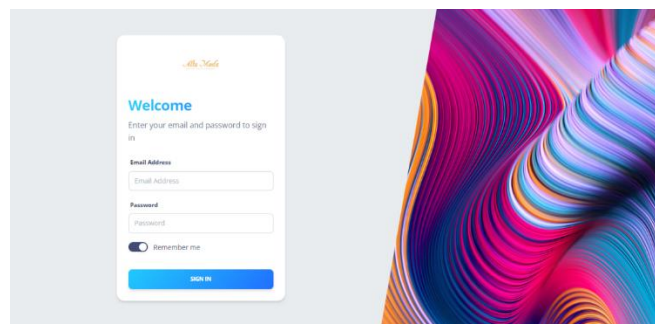 Welcome
Enter your email and password to sign
in
Email Address
Email Address
Password
Password
Remember me
SIGN IN